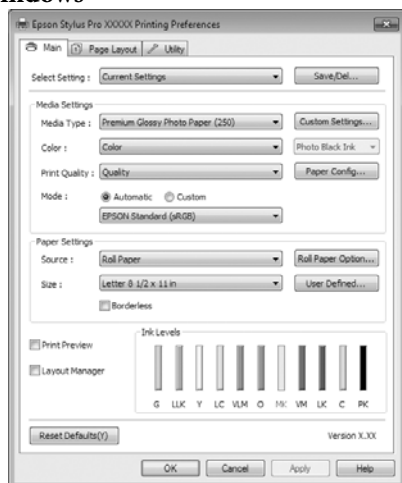 Epson Stylus Pro XXXXX Printing Preferences
Main Page Layout Utility
Select Setting : Current Settings Save/Del...
Media Settings
Media Type : Premium Glossy Photo Paper (250) Custom Settings...
Color : Color Photo Black Ink
Print Quality : Quality Paper Config...
Mode : Automatic Custom
EPSON Standard (sRGB)
Paper Settings
Source : Roll Paper Roll Paper Option...
Size : Letter 8 1/2 x 11 in User Defined...
Borderless
Ink Levels
Print Preview
Layout Manager
G LLK Y LC VLM O MK VM LK C PK
Reset Defaults(Y) Version X.XX
OK Cancel Apply Help